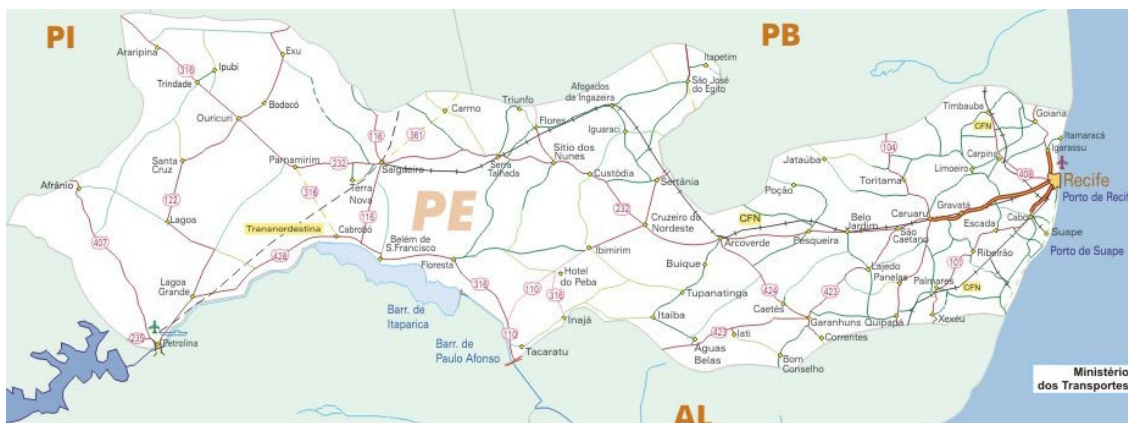 PI
PB
Araripina
316
Trindade
Ipubi
Exu
Bodocó
Ouricuri
Santa
Cruz
Afrânio
122
Lagoa
407
Lagoa
Grande
235
Petrolina
428
Transnordestina
Parnamirim
232
316
Terra
Nova
116
Cabropó
116
361
Salgueiro
Carmo
Triunfo
Flores
Serra
Talhada
Afogados
da Ingazeira
Iguaraci
Itapetim
São José
do Egito
Sítio dos
Nunes
Custódia
Sertânia
232
Cruzeiro do
Nordeste
PE
Belém de
S.Francisco
Floresta
Ibimirim
316
Hotel
do Peba
110
316
110
Inajá
Tacaratu
Barr. de
Itaparica
Barr. de
Paulo Afonso
CFN
Arcoverde
Buique
Tupanatinga
Itaíba
Águas
Belas
423
Iati
Bom
Conselho
Poção
Jataúba
Pesqueira
Belo
Jardim
104
Toritama
Caruaru
São
Caetano
Gravatá
424
Caetés
423
Garanhuns
Correntes
Lajedo
Panelas
Quipapá
Palmares
Xexéu
101
CFN
Ribeirão
Escada
Cabo
Suape
Porto de Suape
Timbauba
CFN
Carpina
Limoeiro
408
Goiana
Itamaracá
Igarassu
Recife
Porto de Recif
Ministério
dos Transportes
AL